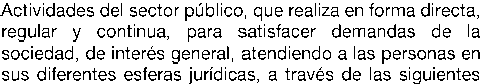 Actividades del sector público, que realiza en forma directa,
regular y continua, para satisfacer demandas de la
sociedad, de interés general, atendiendo a las personas en
sus diferentes esferas jurídicas, a través de las siguientes